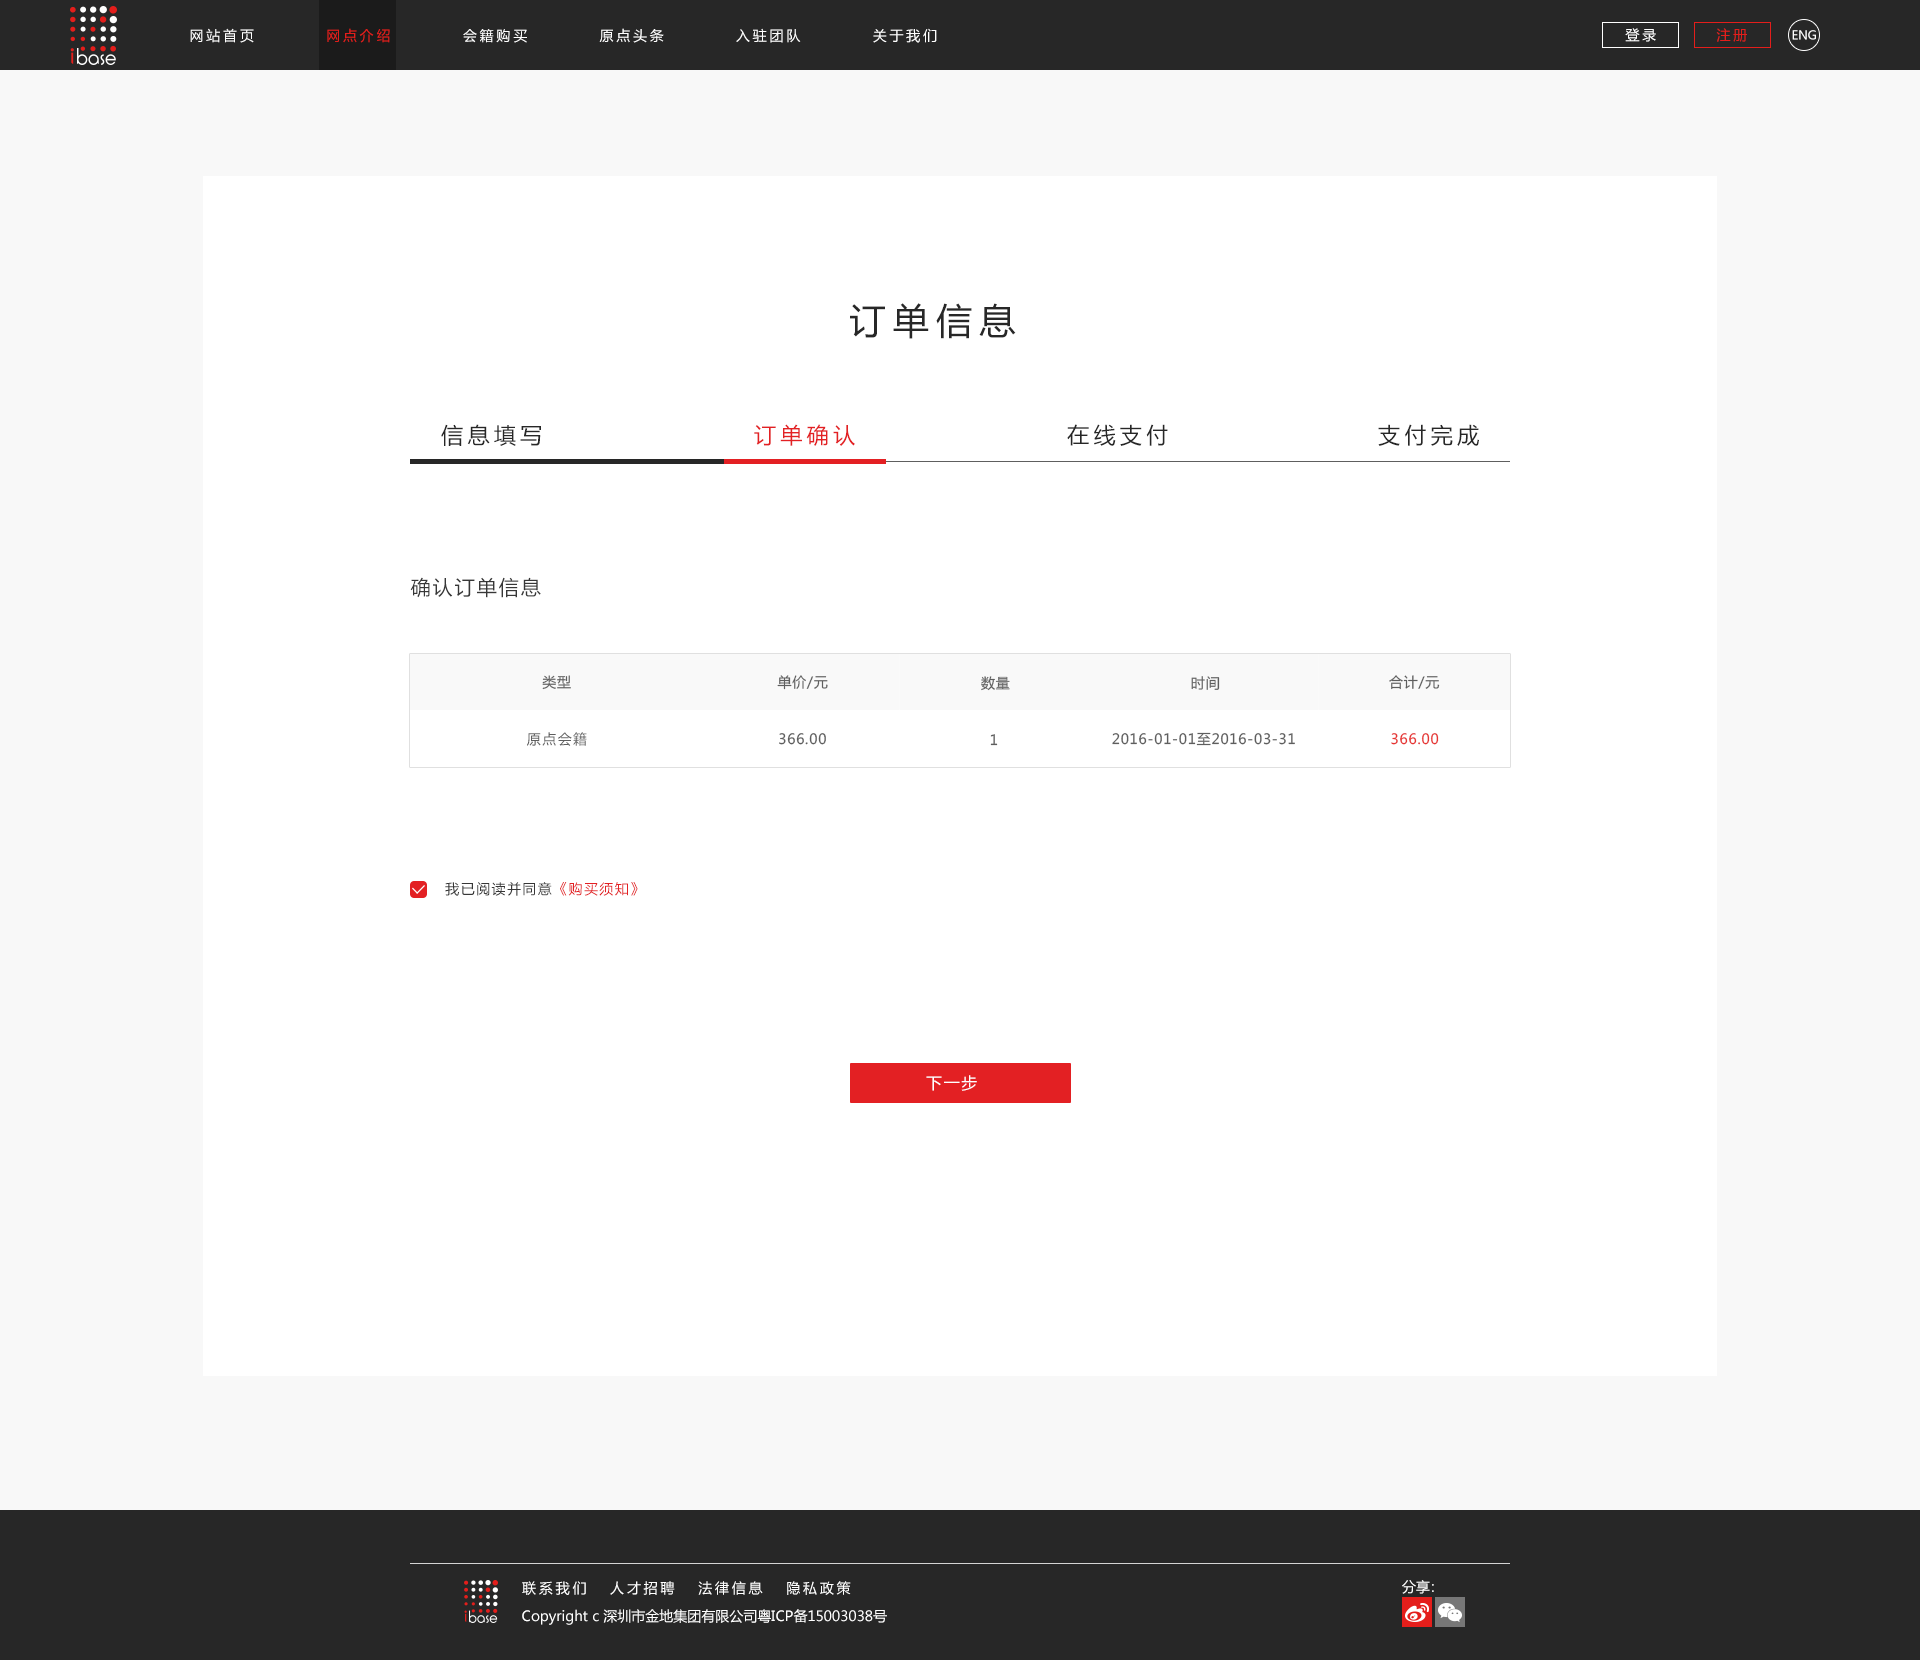 ibase 网站首页 网点介绍 会籍购买 原点头条 入驻团队 关于我们 登录 注册 ENG
订单信息
信息填写 订单确认 在线支付 支付完成
确认订单信息
类型 单价/元 数量 时间 合计/元
原点会籍 366.00 1 2016-01-01至2016-03-31 366.00
我已阅读并同意《购买须知》
下一步
ibase 联系我们 人才招聘 法律信息 隐私政策 分享:
Copyright c 深圳市金地集团有限公司粤ICP备15003038号